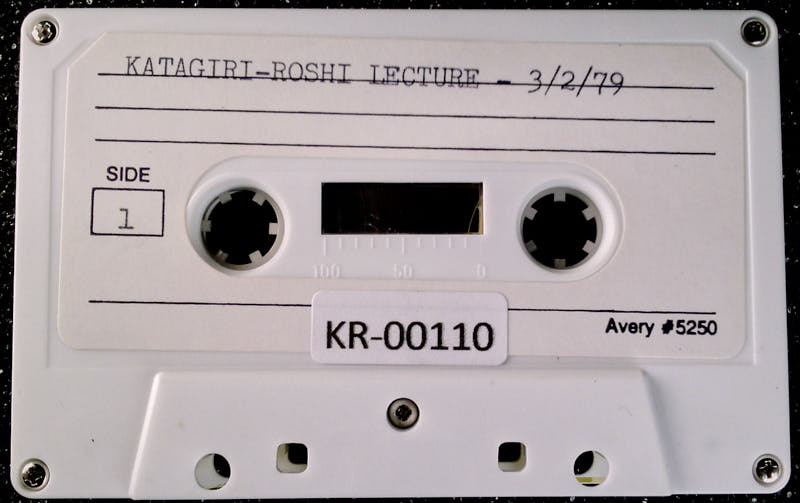 KATAGIRI-ROSHI LECTURE - 3/2/79
SIDE
1
100 50 0
Avery #5250
KR-00110